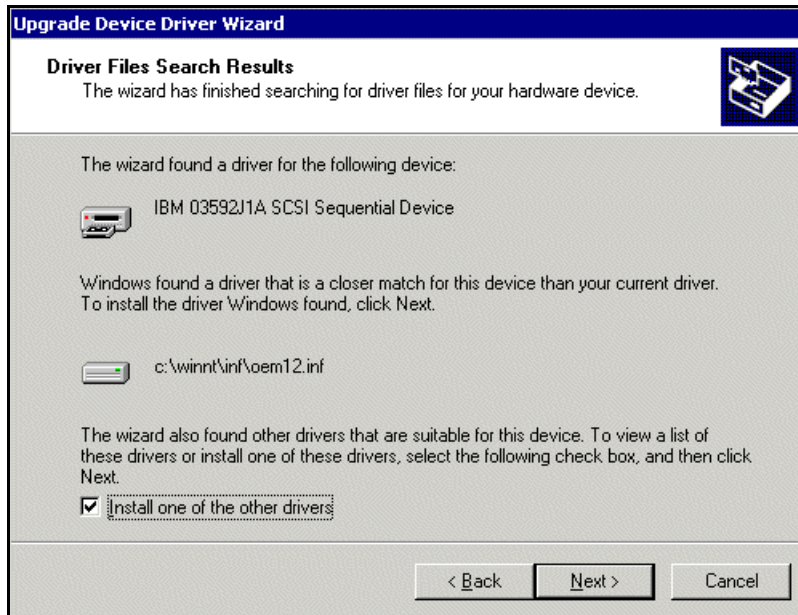 Upgrade Device Driver Wizard
Driver Files Search Results
The wizard has finished searching for driver files for your hardware device.
The wizard found a driver for the following device:
IBM 03592J1A SCSI Sequential Device
Windows found a driver that is a closer match for this device than your current driver.
To install the driver Windows found, click Next.
c:\winnt\inf\oem12.inf
The wizard also found other drivers that are suitable for this device. To view a list of
these drivers or install one of these drivers, select the following check box, and then click
Next.
Install one of the other drivers
< Back
Next >
Cancel